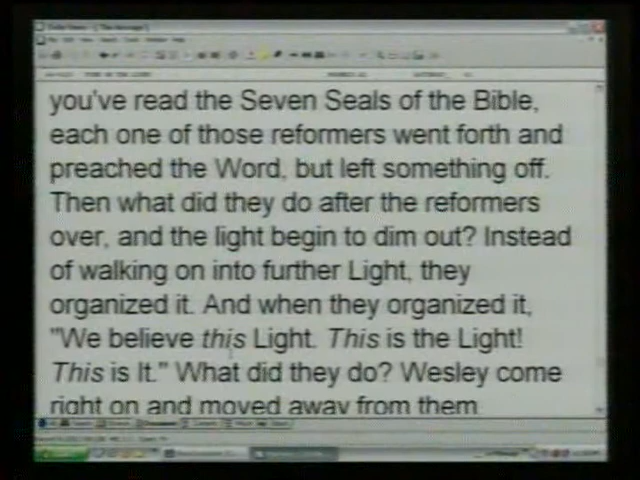 you've read the Seven Seals of the Bible,
each one of those reformers went forth and
preached the Word, but left something off.
Then what did they do after the reformers
over, and the light begin to dim out? Instead
of walking on into further Light, they
organized it. And when they organized it,
"We believe this Light. This is the Light!
This is It." What did they do? Wesley come
right on and moved away from them